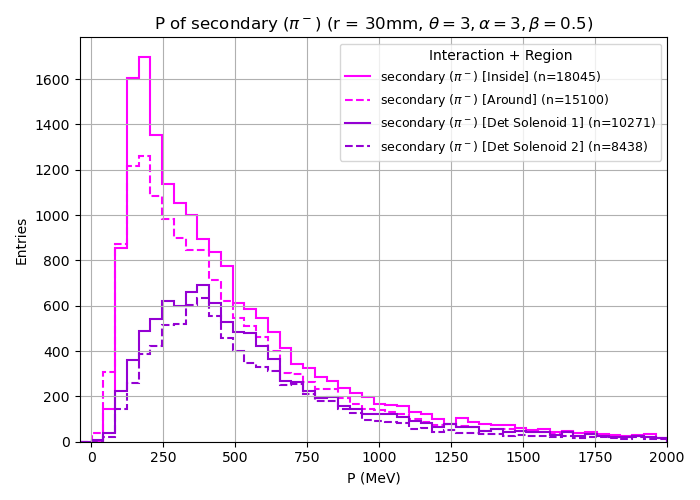 P of secondary (π⁻) (r = 30mm, θ = 3, α = 3, β = 0.5)
Interaction + Region
secondary (π⁻) [Inside] (n=18045)
secondary (π⁻) [Around] (n=15100)
secondary (π⁻) [Det Solenoid 1] (n=10271)
secondary (π⁻) [Det Solenoid 2] (n=8438)
Entries
1600
1400
1200
1000
800
600
400
200
0
0 250 500 750 1000 1250 1500 1750 2000
P (MeV)